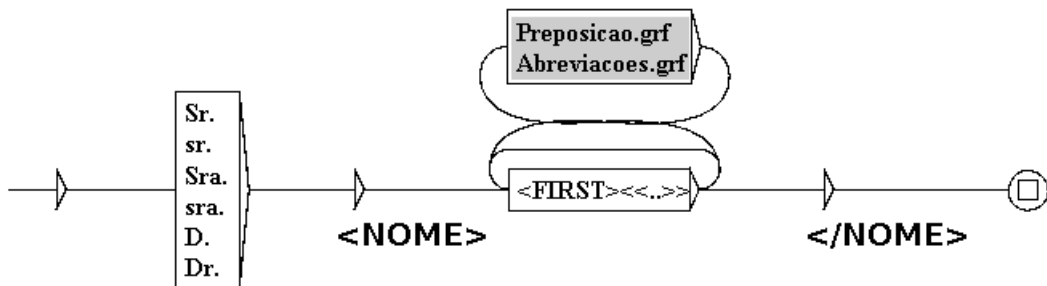 Preposicao.grf
Abreviacoes.grf
Sr.
sr.
Sra.
sra.
D.
Dr.
<FIRST><<..>>
<NOME>
</NOME>